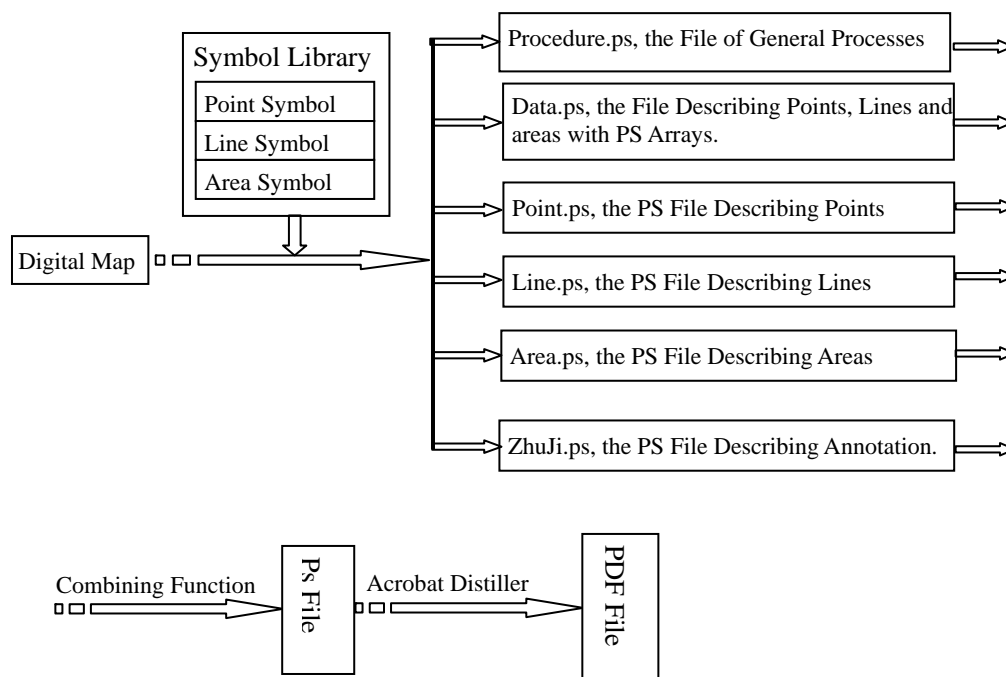 Symbol Library
Point Symbol
Line Symbol
Area Symbol
Digital Map
Procedure.ps, the File of General Processes
Data.ps, the File Describing Points, Lines and
areas with PS Arrays.
Point.ps, the PS File Describing Points
Line.ps, the PS File Describing Lines
Area.ps, the PS File Describing Areas
ZhuJi.ps, the PS File Describing Annotation.
Combining Function
Ps File
Acrobat Distiller
PDF File